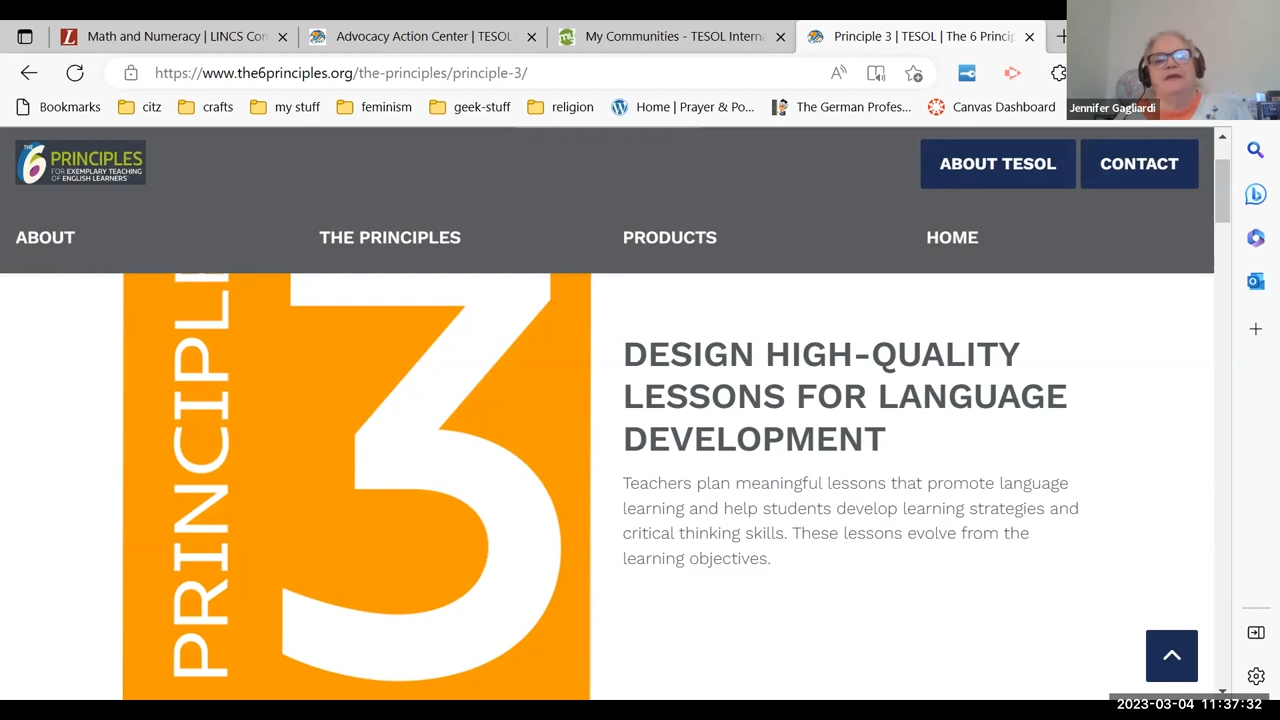 Math and Numeracy | LINCS Con
Advocacy Action Center | TESOL
My Communities - TESOL Interna
Principle 3 | TESOL | The 6 Princip
https://www.the6principles.org/the-principles/principle-3/
Bookmarks
citz
crafts
my stuff
feminism
geek-stuff
religion
Home | Prayer & Po...
The German Profes...
Canvas Dashboard
Jennifer Gagliardi
THE
6 PRINCIPLES
FOR EXEMPLARY TEACHING
OF ENGLISH LEARNERS
ABOUT TESOL
CONTACT
ABOUT
THE PRINCIPLES
PRODUCTS
HOME
PRINCIPLE
3
DESIGN HIGH-QUALITY
LESSONS FOR LANGUAGE
DEVELOPMENT
Teachers plan meaningful lessons that promote language
learning and help students develop learning strategies and
critical thinking skills. These lessons evolve from the
learning objectives.
2023-03-04 11:37:32